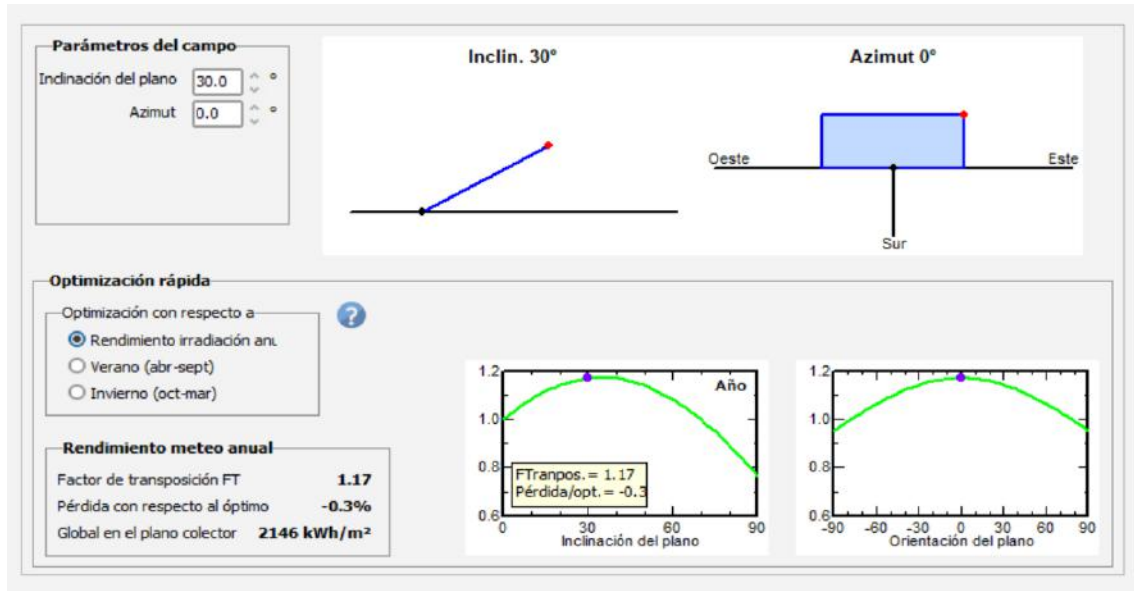 Parámetros del campo
Inclinación del plano 30.0 °
Azimut 0.0 °
Inclin. 30°
Azimut 0°
Oeste
Este
Sur
Optimización rápida
Optimización con respecto a
Rendimiento irradiación anu
Verano (abr-sept)
Invierno (oct-mar)
?
Rendimiento meteo anual
Factor de transposición FT 1.17
Pérdida con respecto al óptimo -0.3%
Global en el plano colector 2146 kWh/m²
Año
1.2
1.0
0.8
0.6
FTranpos. = 1.17
Pérdida/opt. = -0.3
0 30 60 90
Inclinación del plano
1.2
1.0
0.8
0.6
-90 -60 -30 0 30 60 90
Orientación del plano